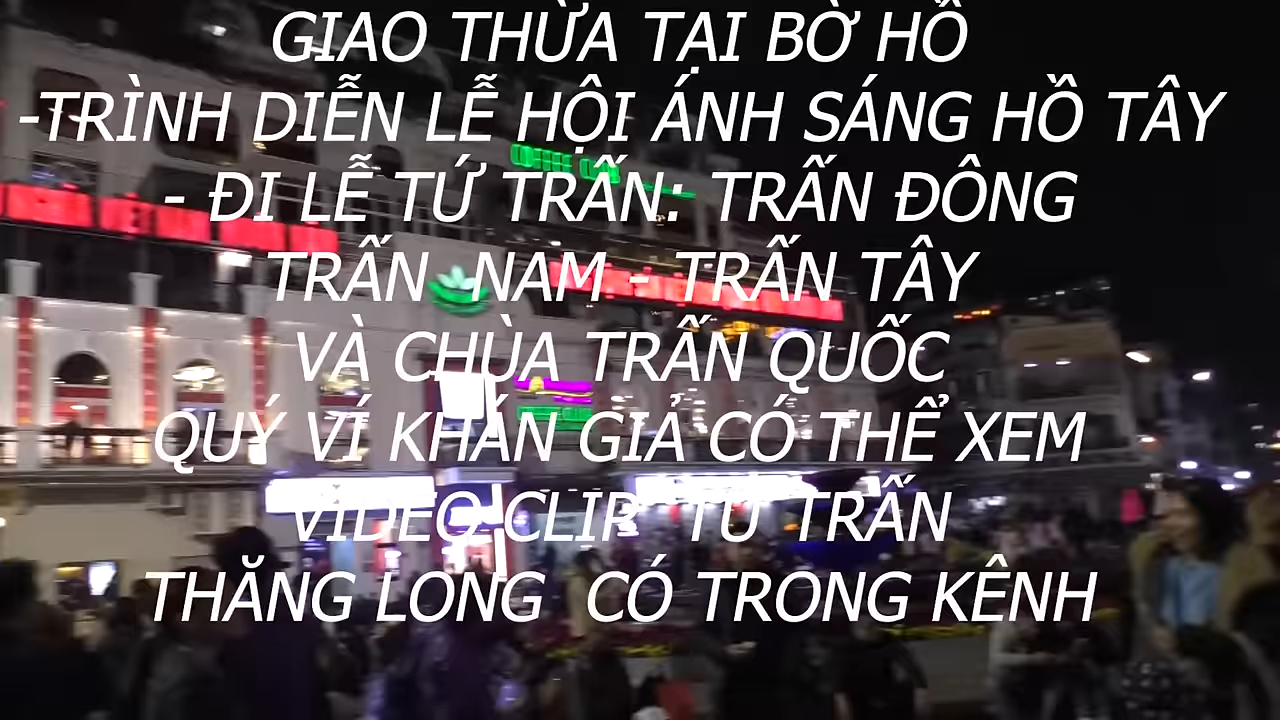 GIAO THỪA TẠI BỜ HỒ
-TRÌNH DIỄN LỄ HỘI ÁNH SÁNG HỒ TÂY
- ĐI LỄ TỨ TRẤN: TRẤN ĐÔNG
TRẤN NAM - TRẤN TÂY
VÀ CHÙA TRẤN QUỐC
QUÝ VÍ KHÁN GIẢ CÓ THỂ XEM
VIDEO CLIP TỨ TRẤN
THĂNG LONG CÓ TRONG KÊNH